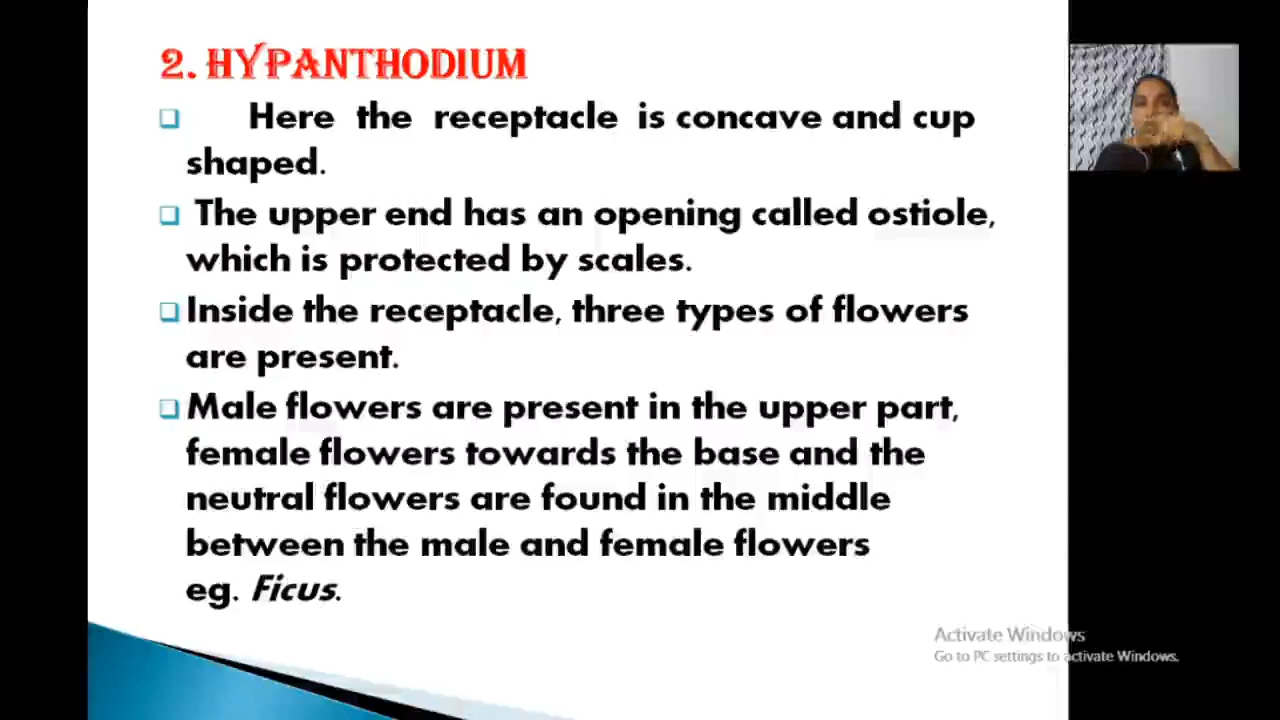 2. HYPANTHODIUM
Here the receptacle is concave and cup
shaped.
The upper end has an opening called ostiole,
which is protected by scales.
Inside the receptacle, three types of flowers
are present.
Male flowers are present in the upper part,
female flowers towards the base and the
neutral flowers are found in the middle
between the male and female flowers
eg. Ficus.
Activate Windows
Go to PC settings to activate Windows.